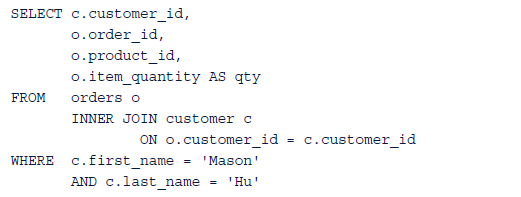 SELECT c.customer_id,
       o.order_id,
       o.product_id,
       o.item_quantity AS qty
FROM   orders o
       INNER JOIN customer c
               ON o.customer_id = c.customer_id
WHERE  c.first_name = 'Mason'
       AND c.last_name = 'Hu'